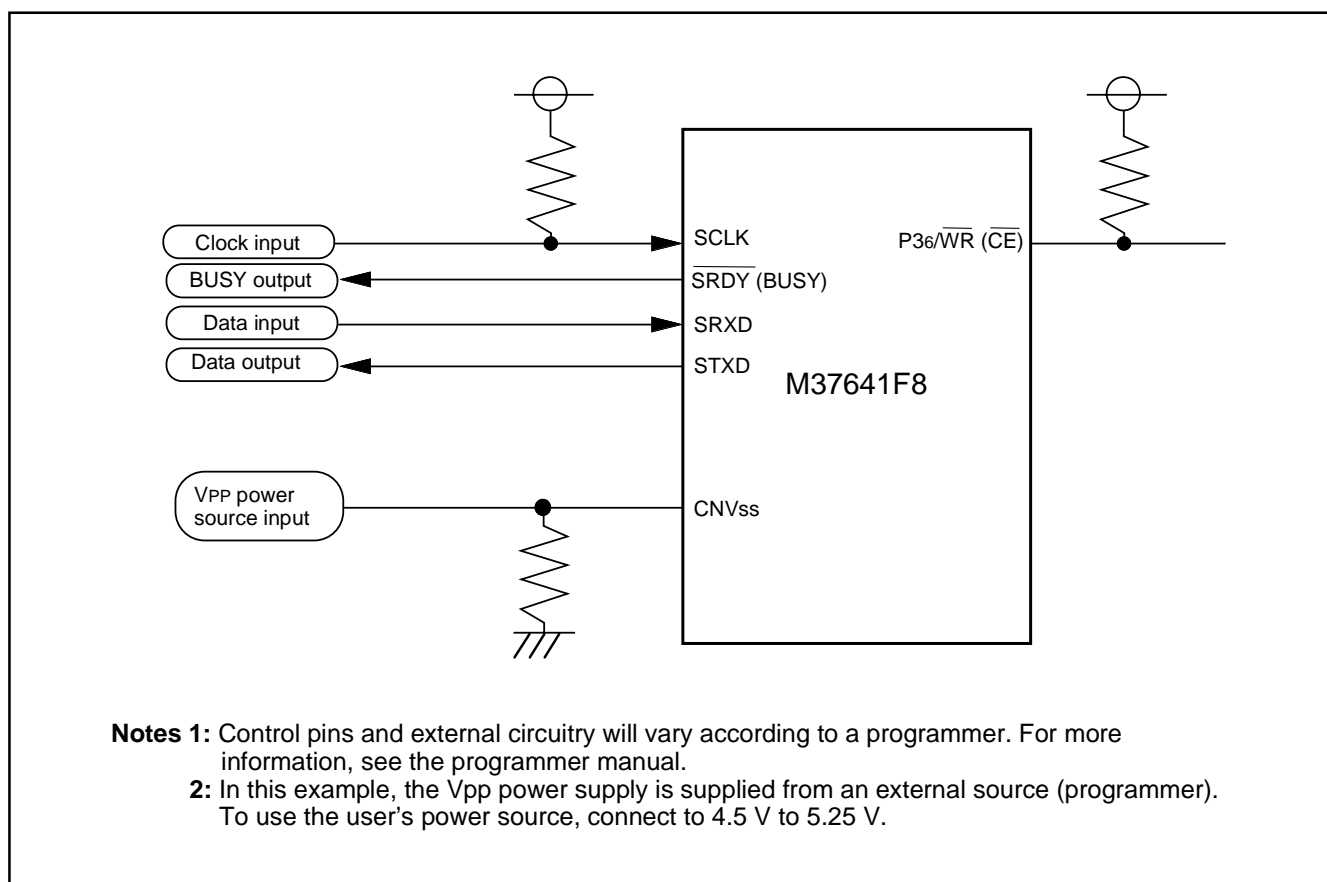 Clock input
BUSY output
Data input
Data output
VPP power
source input
SCLK
SRDY (BUSY)
SRXD
STXD
CNVss
M37641F8
P36/WR (CE)
Notes 1: Control pins and external circuitry will vary according to a programmer. For more
information, see the programmer manual.
2: In this example, the Vpp power supply is supplied from an external source (programmer).
To use the user's power source, connect to 4.5 V to 5.25 V.